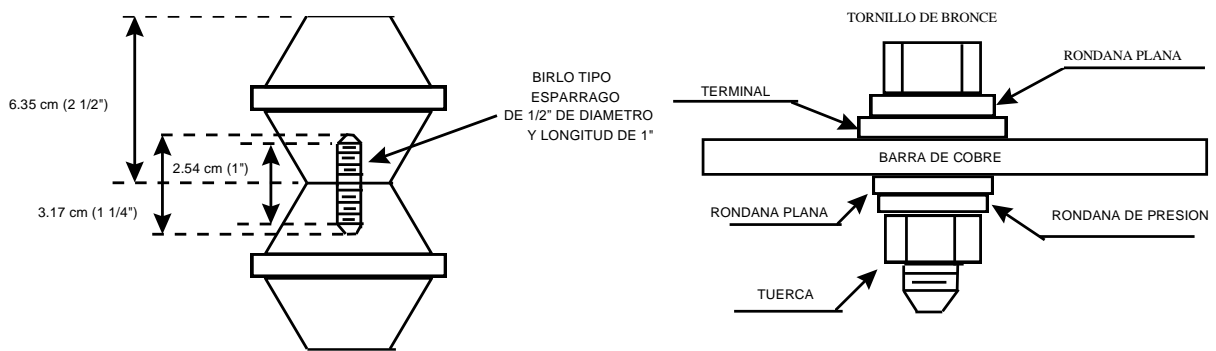 6.35 cm (2 1/2")
2.54 cm (1")
3.17 cm (1 1/4")
BIRLO TIPO
ESPARRAGO
DE 1/2" DE DIAMETRO
Y LONGITUD DE 1"
TORNILLO DE BRONCE
RONDANA PLANA
TERMINAL
BARRA DE COBRE
RONDANA PLANA
RONDANA DE PRESION
TUERCA